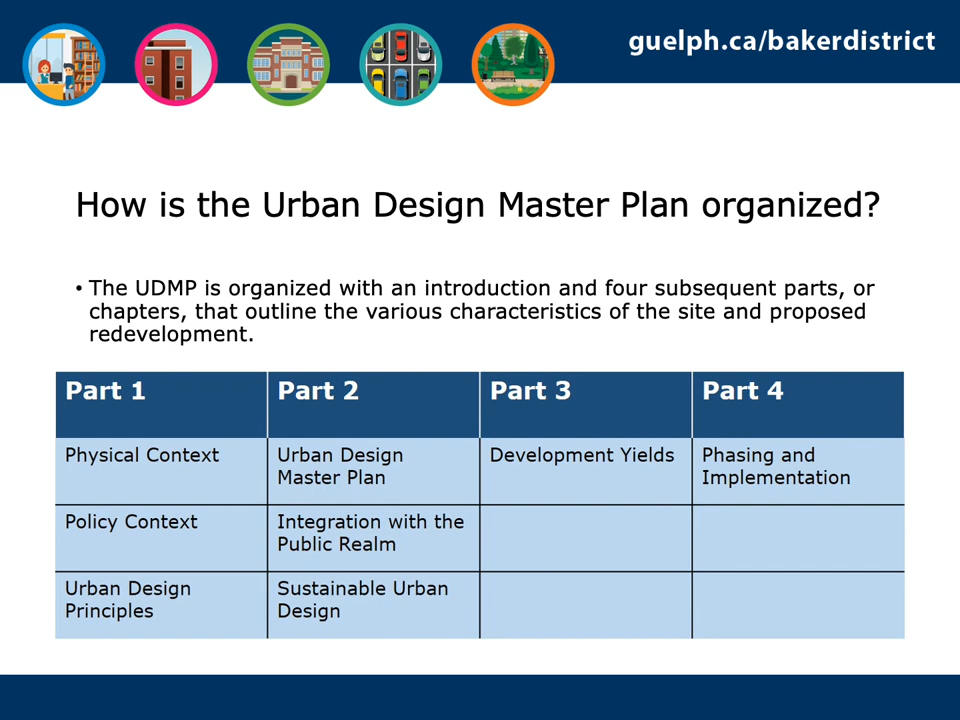 guelph.ca/bakerdistrict
How is the Urban Design Master Plan organized?
• The UDMP is organized with an introduction and four subsequent parts, or
chapters, that outline the various characteristics of the site and proposed
redevelopment.
Part 1
Part 2
Part 3
Part 4
Physical Context
Urban Design
Master Plan
Development Yields
Phasing and
Implementation
Policy Context
Integration with the
Public Realm
Urban Design
Principles
Sustainable Urban
Design